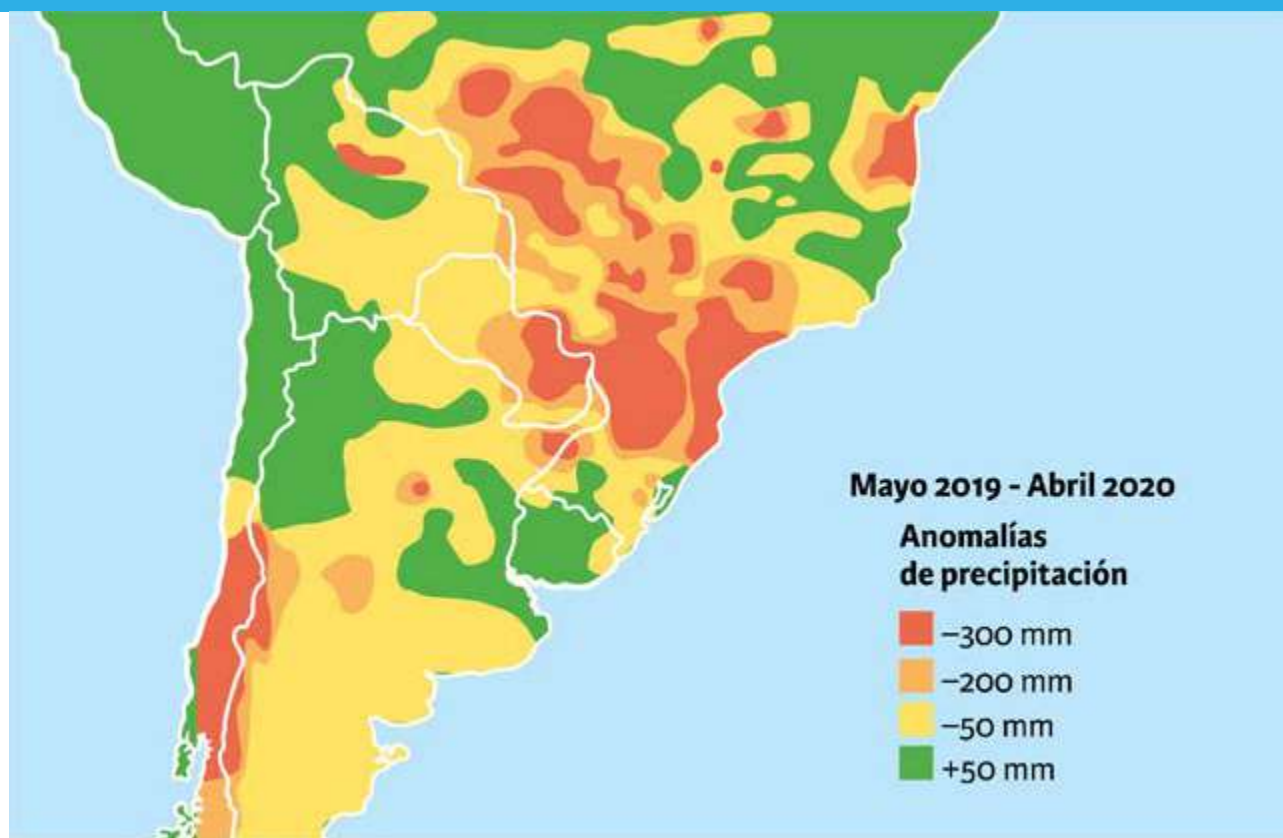 Mayo 2019 - Abril 2020
Anomalías
de precipitación
–300 mm
–200 mm
–50 mm
+50 mm